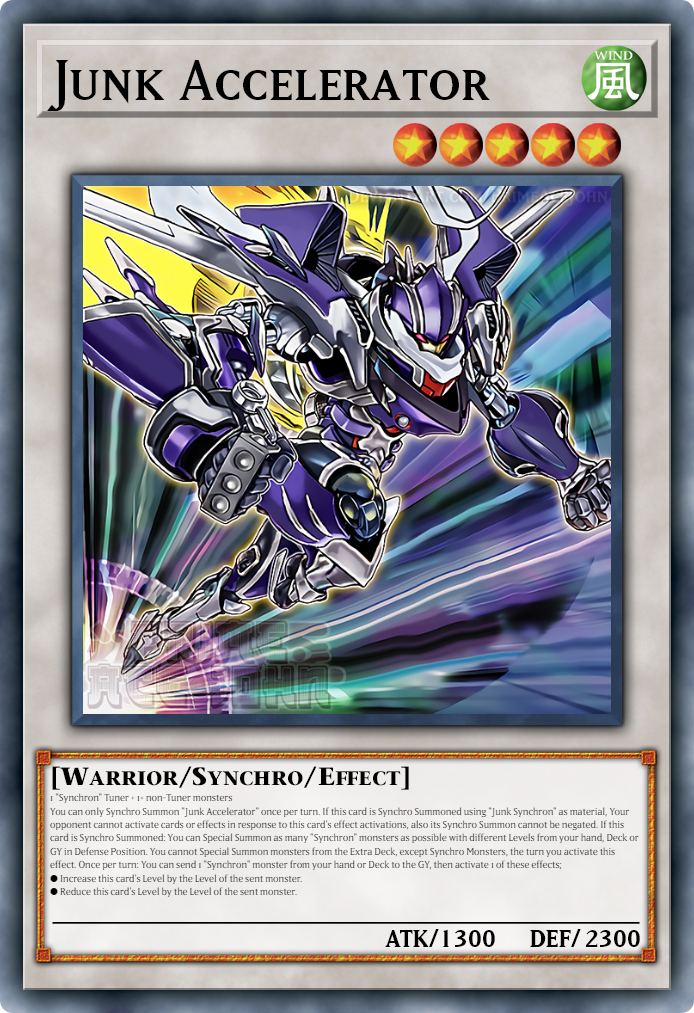 Junk Accelerator
WIND
風
[Warrior/Synchro/Effect]
1 "Synchron" Tuner + 1+ non-Tuner monsters
You can only Synchro Summon "Junk Accelerator" once per turn. If this card is Synchro Summoned using "Junk Synchron" as material, Your
opponent cannot activate cards or effects in response to this card's effect activations, also its Synchro Summon cannot be negated. If this
card is Synchro Summoned: You can Special Summon as many "Synchron" monsters as possible with different Levels from your hand, Deck or
GY in Defense Position. You cannot Special Summon monsters from the Extra Deck, except Synchro Monsters, the turn you activate this
effect. Once per turn: You can send 1 "Synchron" monster from your hand or Deck to the GY, then activate 1 of these effects;
● Increase this card's Level by the Level of the sent monster.
● Reduce this card's Level by the Level of the sent monster.
ATK/1300 DEF/2300